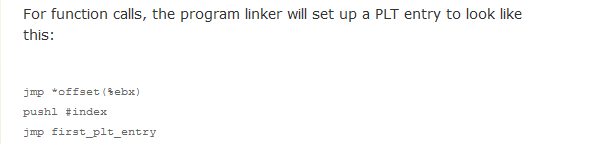 For function calls, the program linker will set up a PLT entry to look like
this:
jmp *offset(%ebx)
pushl #index
jmp first_plt_entry